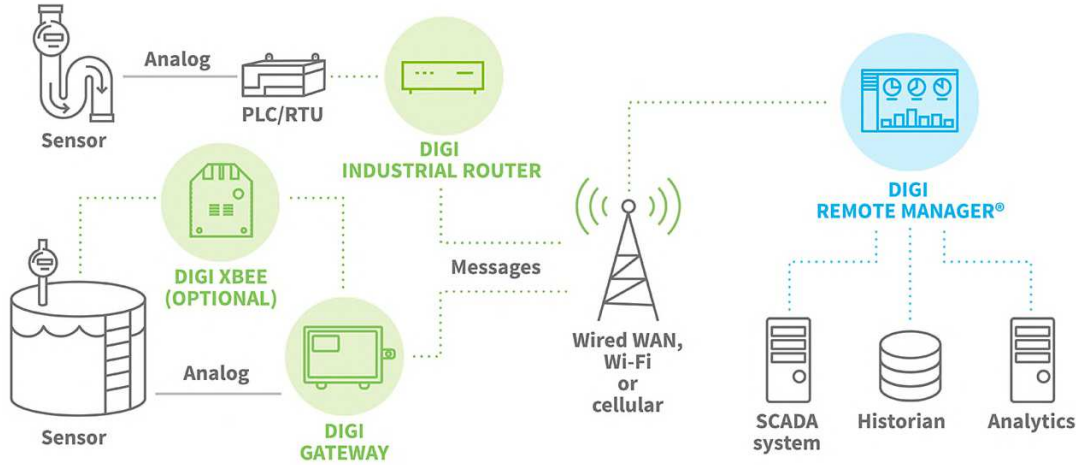 Analog
Sensor
PLC/RTU
DIGI
INDUSTRIAL ROUTER
DIGI XBEE
(OPTIONAL)
Analog
Sensor
DIGI
GATEWAY
Messages
Wired WAN,
Wi-Fi
or
cellular
DIGI
REMOTE MANAGER®
SCADA
system
Historian
Analytics